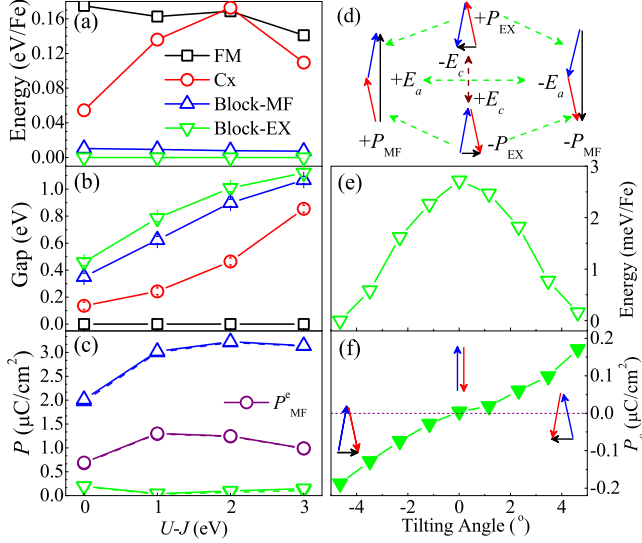 (a)
Energy (eV/Fe)
0.16
0.12
0.08
0.04
0.00
FM
Cx
Block-MF
Block-EX
(b)
Gap (eV)
1.0
0.8
0.6
0.4
0.2
0.0
(c)
P (μC/cm²)
3.0
2.5
2.0
1.5
1.0
0.5
0.0
PᵉMF
0 1 2 3
U-J (eV)
(d)
+PEX
-Ec
+Ea
-Ea
+Ec
+PMF
-PEX
-PMF
(e)
3
2
1
0
Energy (meV/Fe)
(f)
0.2
0.1
0.0
-0.1
-0.2
Pc (μC/cm²)
-4 -2 0 2 4
Tilting Angle (°)